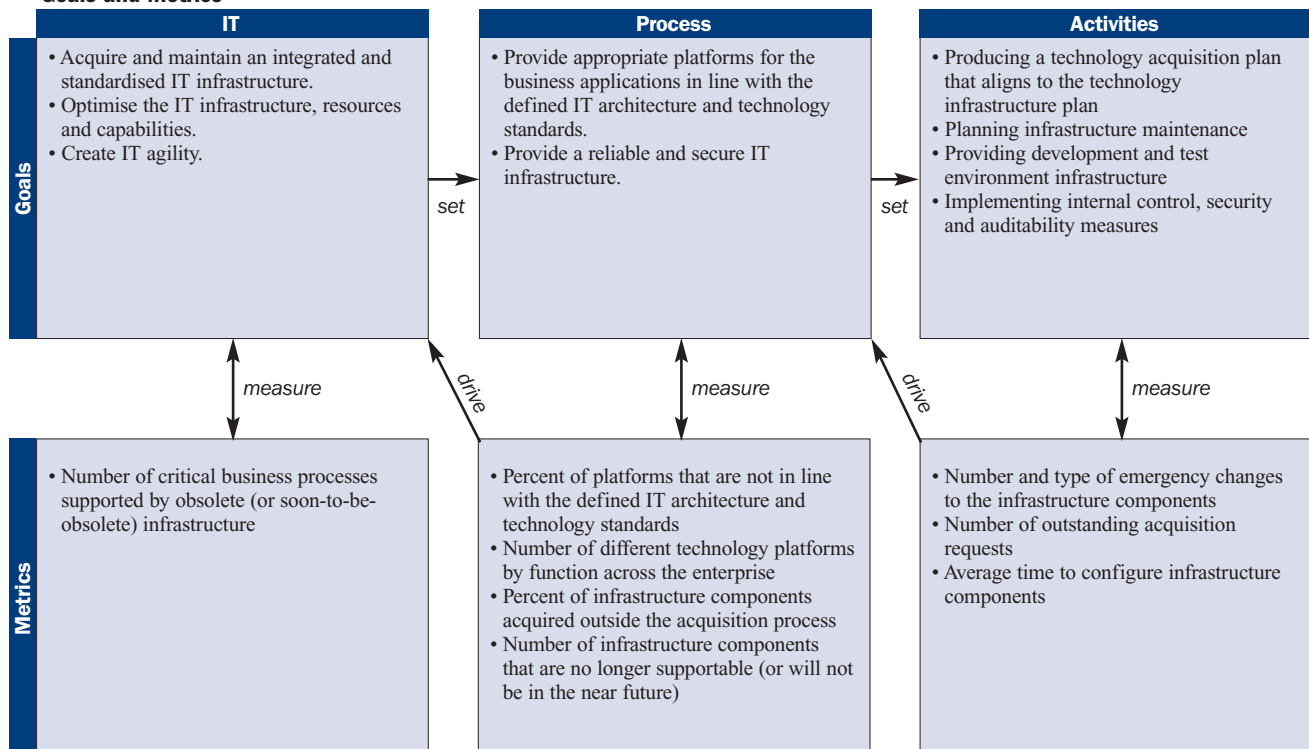 Goals and Metrics
IT
Process
Activities
Goals
• Acquire and maintain an integrated and
standardised IT infrastructure.
• Optimise the IT infrastructure, resources
and capabilities.
• Create IT agility.
set
• Provide appropriate platforms for the
business applications in line with the
defined IT architecture and technology
standards.
• Provide a reliable and secure IT
infrastructure.
set
• Producing a technology acquisition plan
that aligns to the technology
infrastructure plan
• Planning infrastructure maintenance
• Providing development and test
environment infrastructure
• Implementing internal control, security
and auditability measures
measure
drive
measure
drive
measure
Metrics
• Number of critical business processes
supported by obsolete (or soon-to-be-
obsolete) infrastructure
• Percent of platforms that are not in line
with the defined IT architecture and
technology standards
• Number of different technology platforms
by function across the enterprise
• Percent of infrastructure components
acquired outside the acquisition process
• Number of infrastructure components
that are no longer supportable (or will not
be in the near future)
• Number and type of emergency changes
to the infrastructure components
• Number of outstanding acquisition
requests
• Average time to configure infrastructure
components